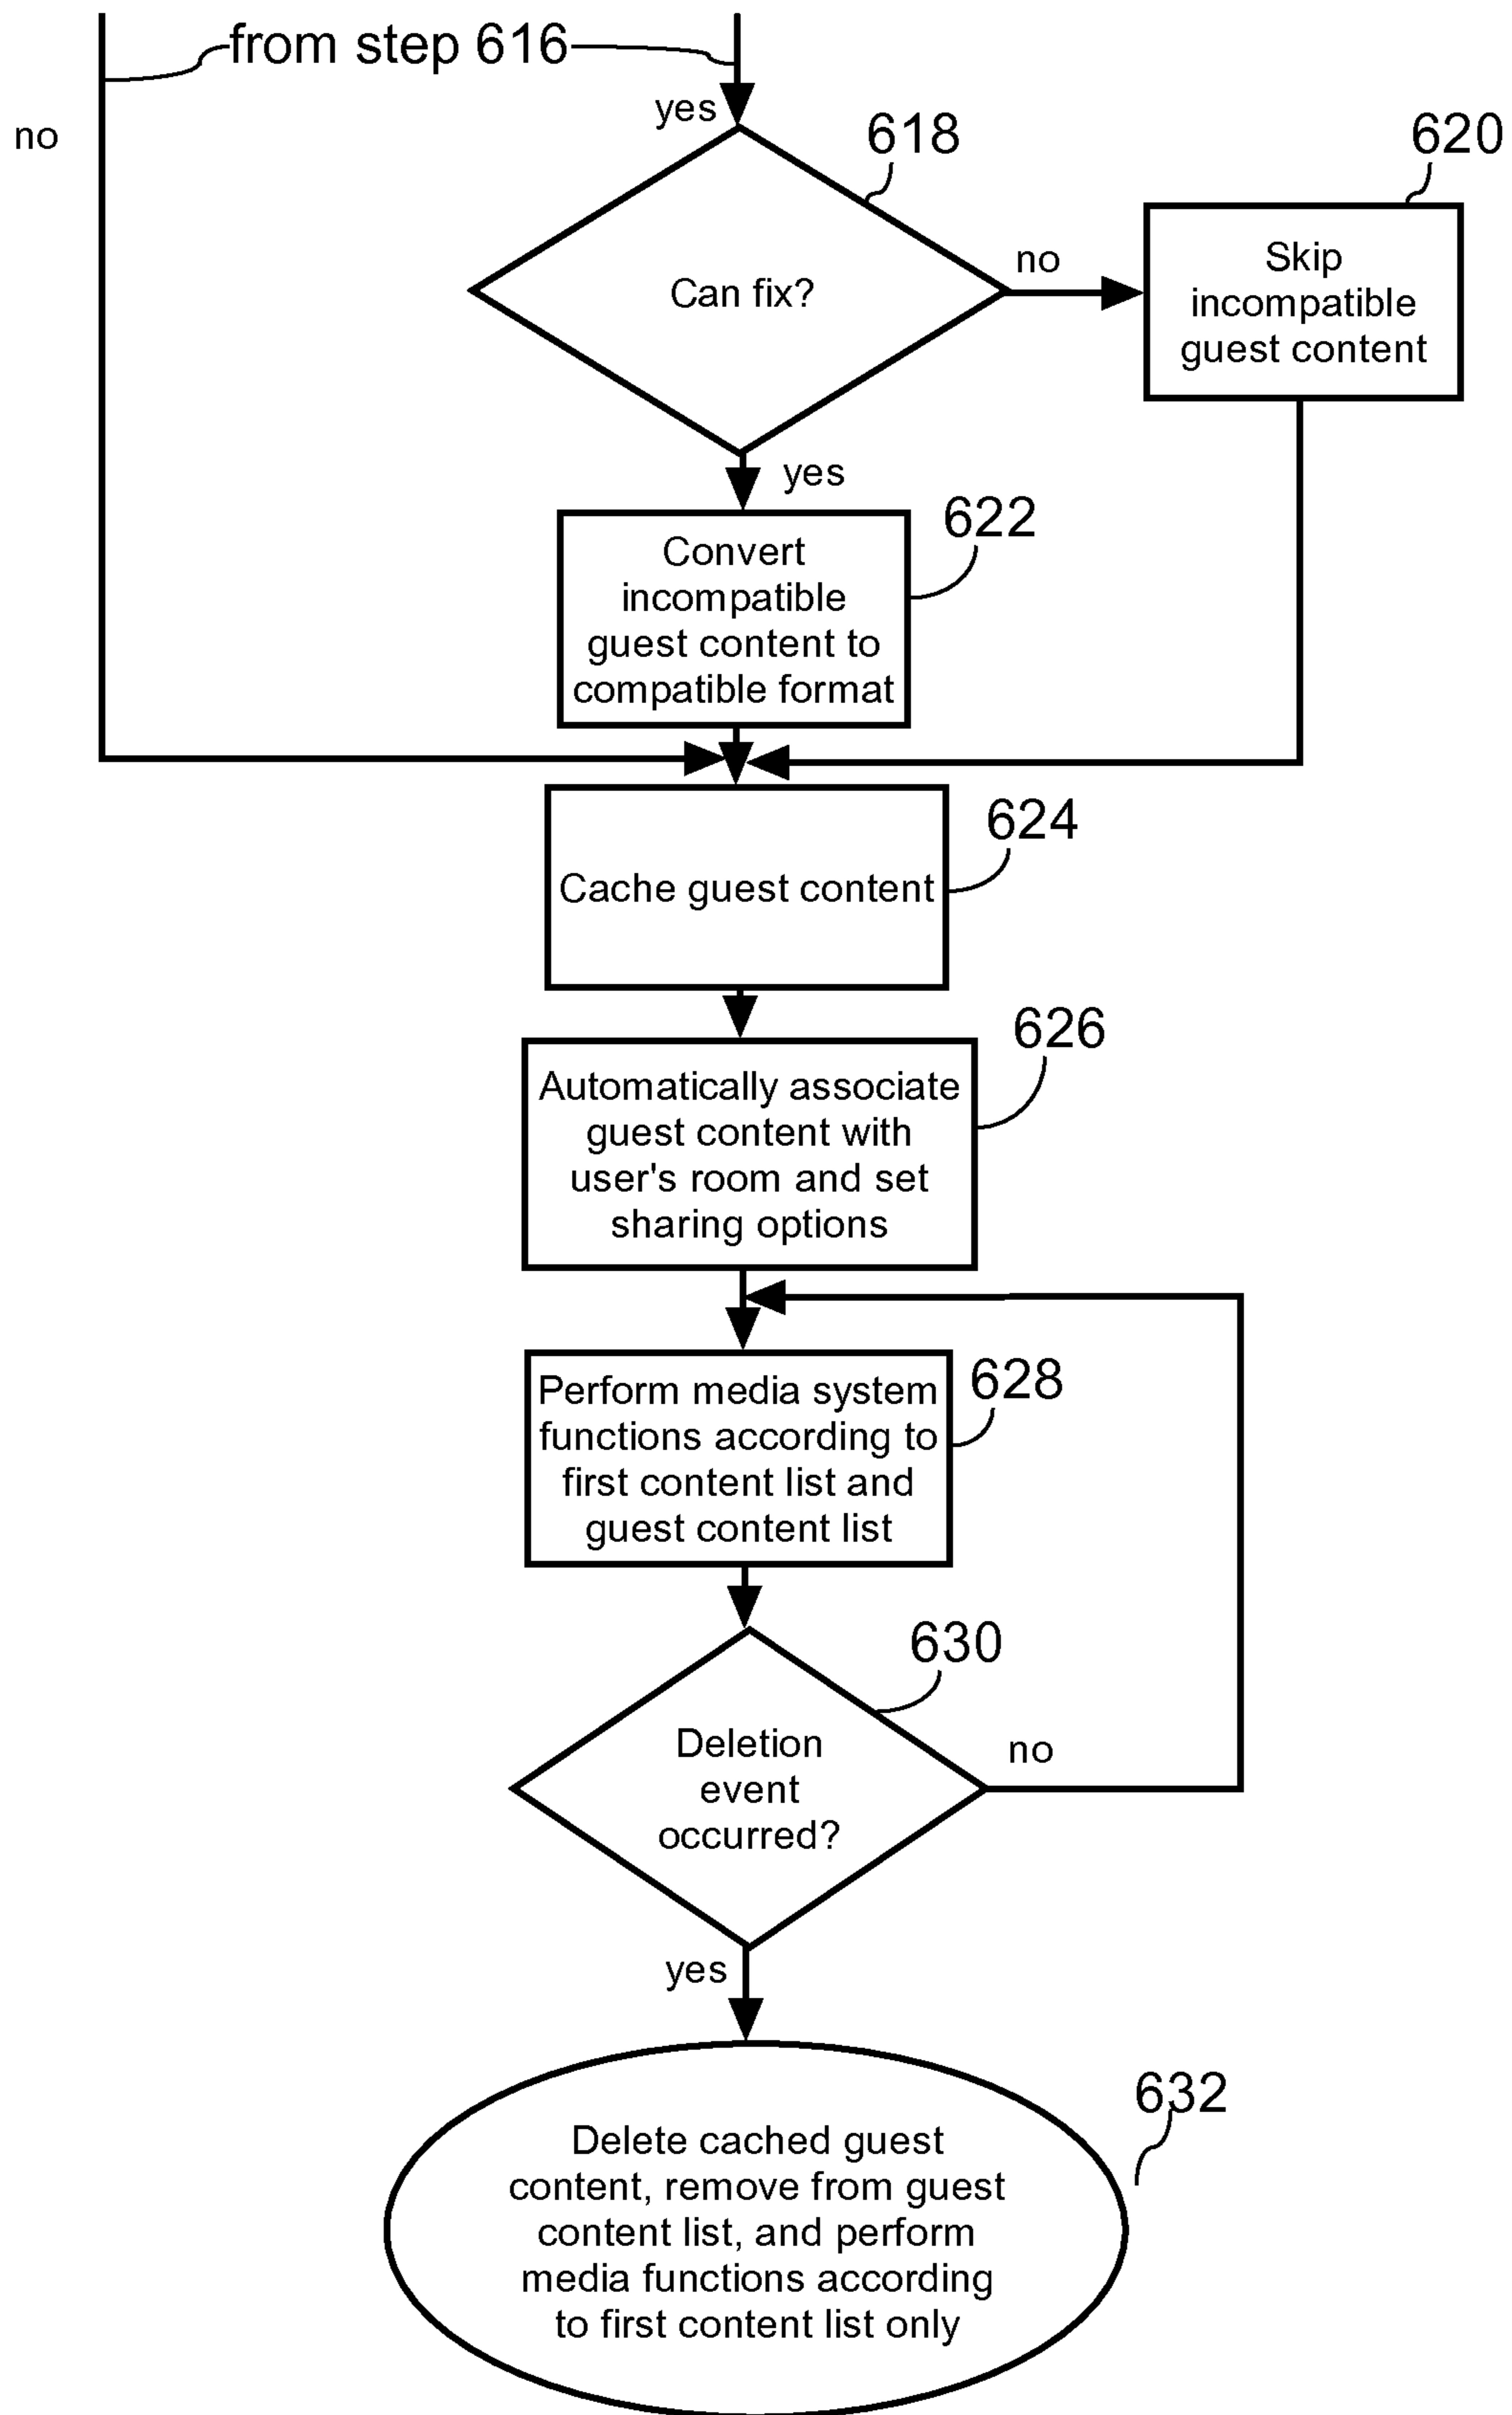 from step 616
yes
no
618
620
Can fix?
no
Skip
incompatible
guest content
yes
622
Convert
incompatible
guest content to
compatible format
624
Cache guest content
626
Automatically associate
guest content with
user's room and set
sharing options
628
Perform media system
functions according to
first content list and
guest content list
630
Deletion
event
occurred?
no
yes
632
Delete cached guest
content, remove from guest
content list, and perform
media functions according
to first content list only